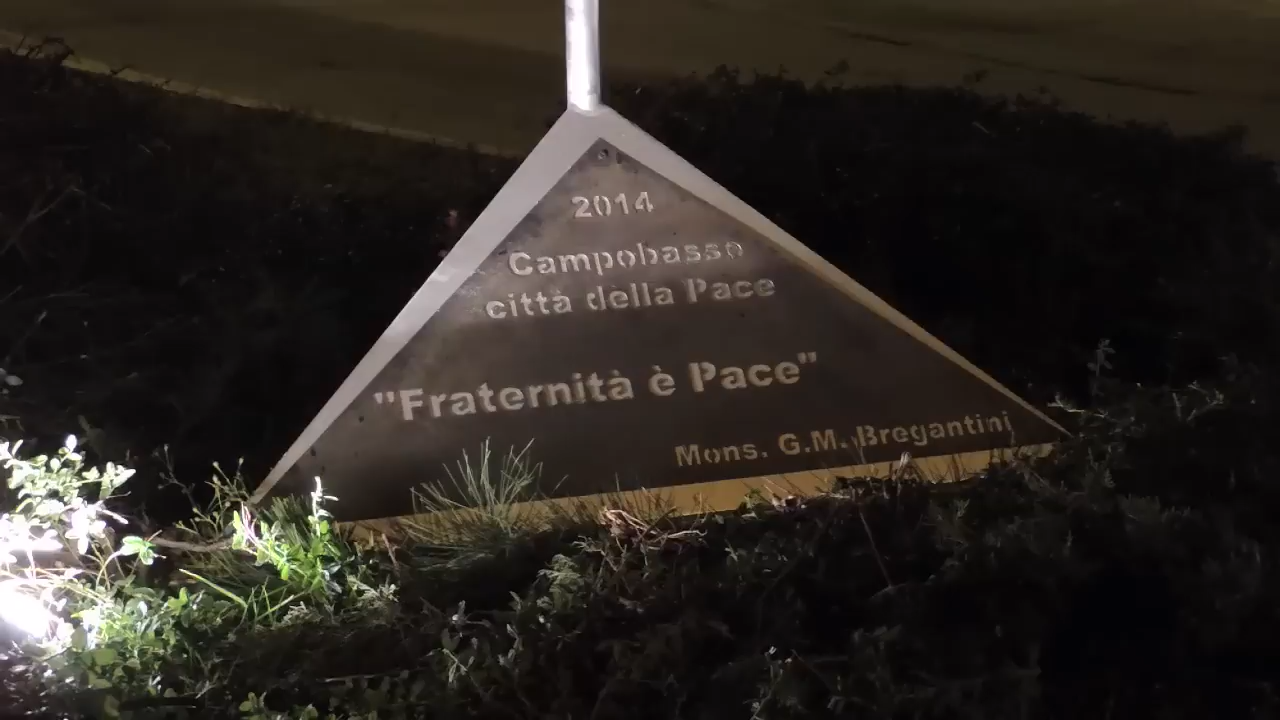 2014
Campobasso
città della Pace
"Fraternità è Pace"
Mons. G.M. Bregantini